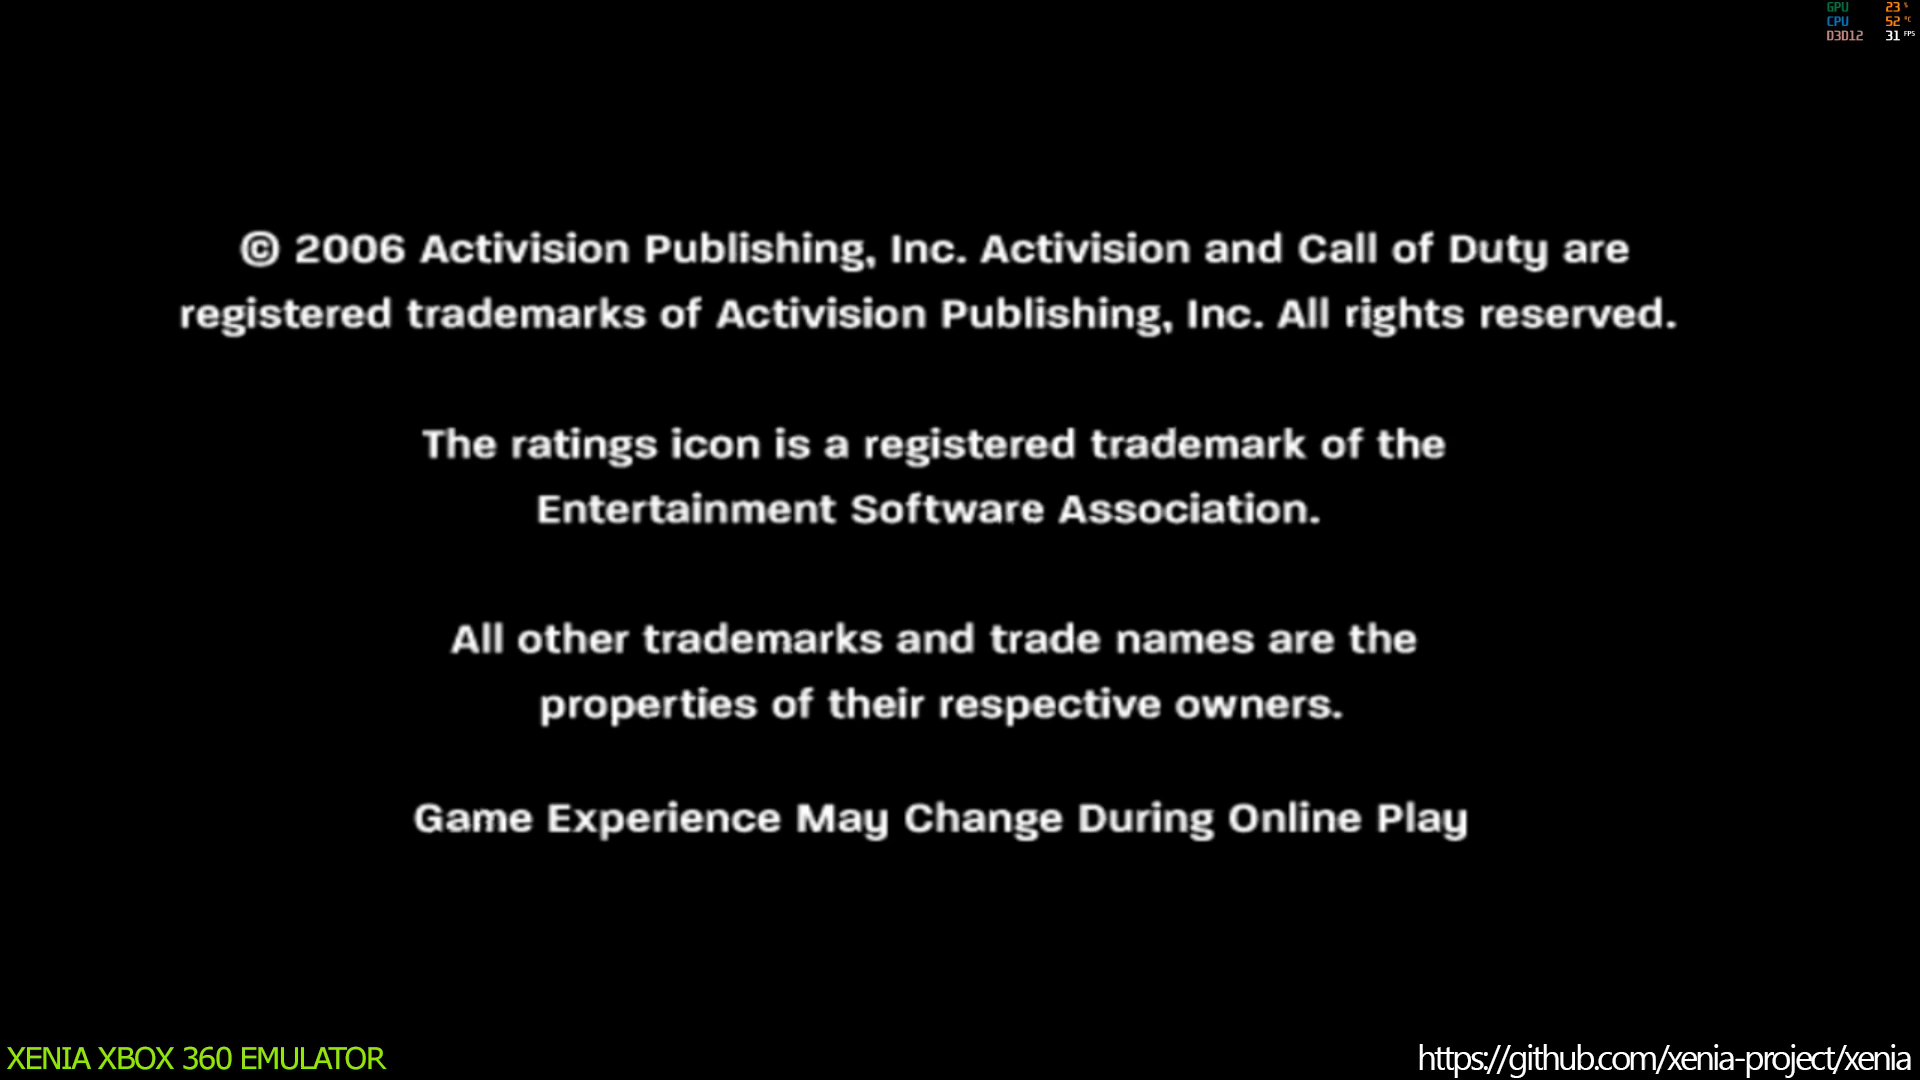 GPU 23 %
CPU 52 °C
D3D12 31 FPS
© 2006 Activision Publishing, Inc. Activision and Call of Duty are
registered trademarks of Activision Publishing, Inc. All rights reserved.
The ratings icon is a registered trademark of the
Entertainment Software Association.
All other trademarks and trade names are the
properties of their respective owners.
Game Experience May Change During Online Play
XENIA XBOX 360 EMULATOR
https://github.com/xenia-project/xenia